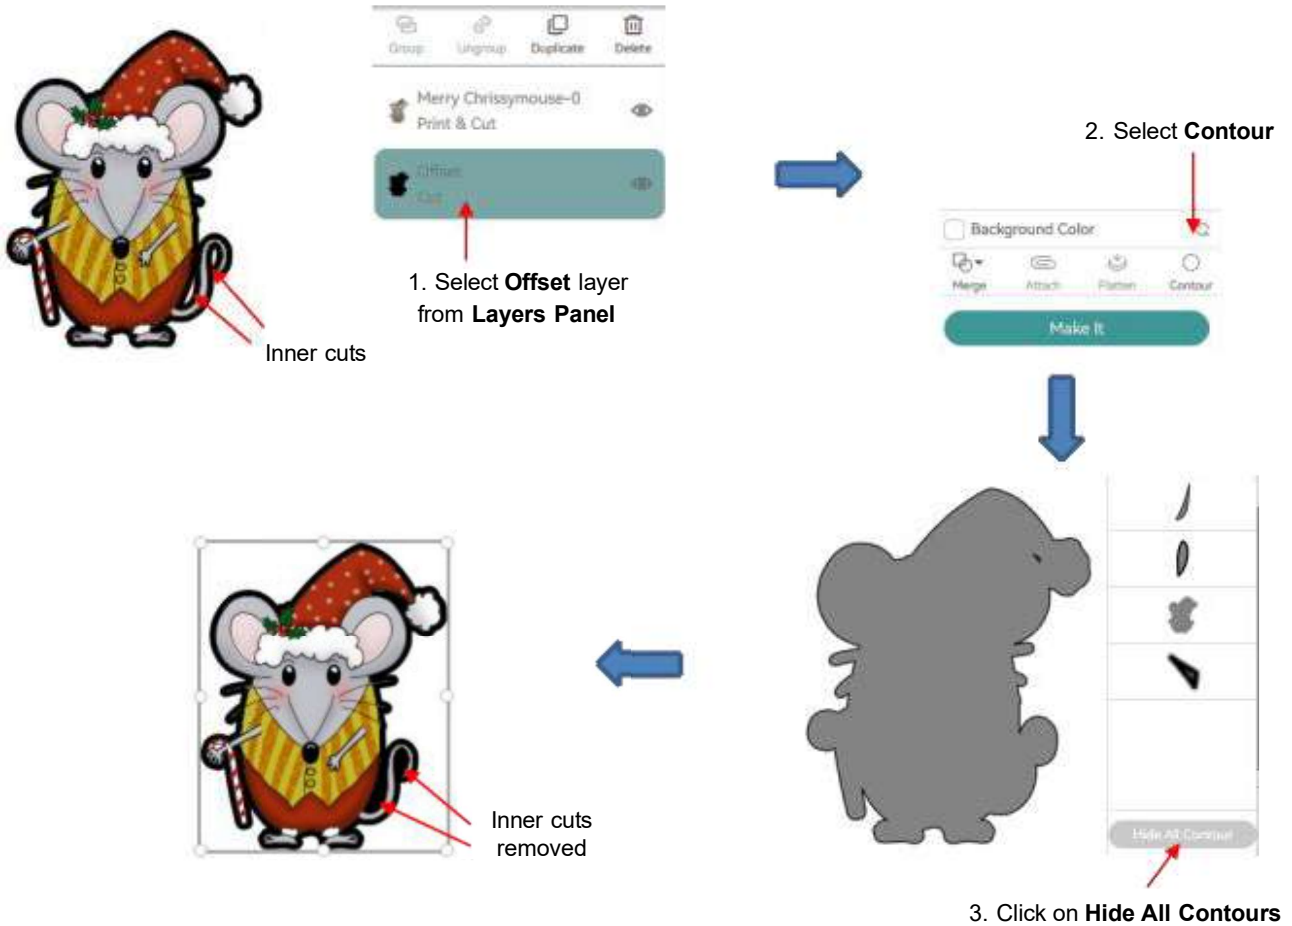 Group Ungroup Duplicate Delete
Merry Chrissymouse-0
Print & Cut
Offset
Cut
1. Select Offset layer
from Layers Panel
Inner cuts
2. Select Contour
Background Color
Merge Attach Flatten Contour
Make It
Inner cuts
removed
Hide All Contour
3. Click on Hide All Contours